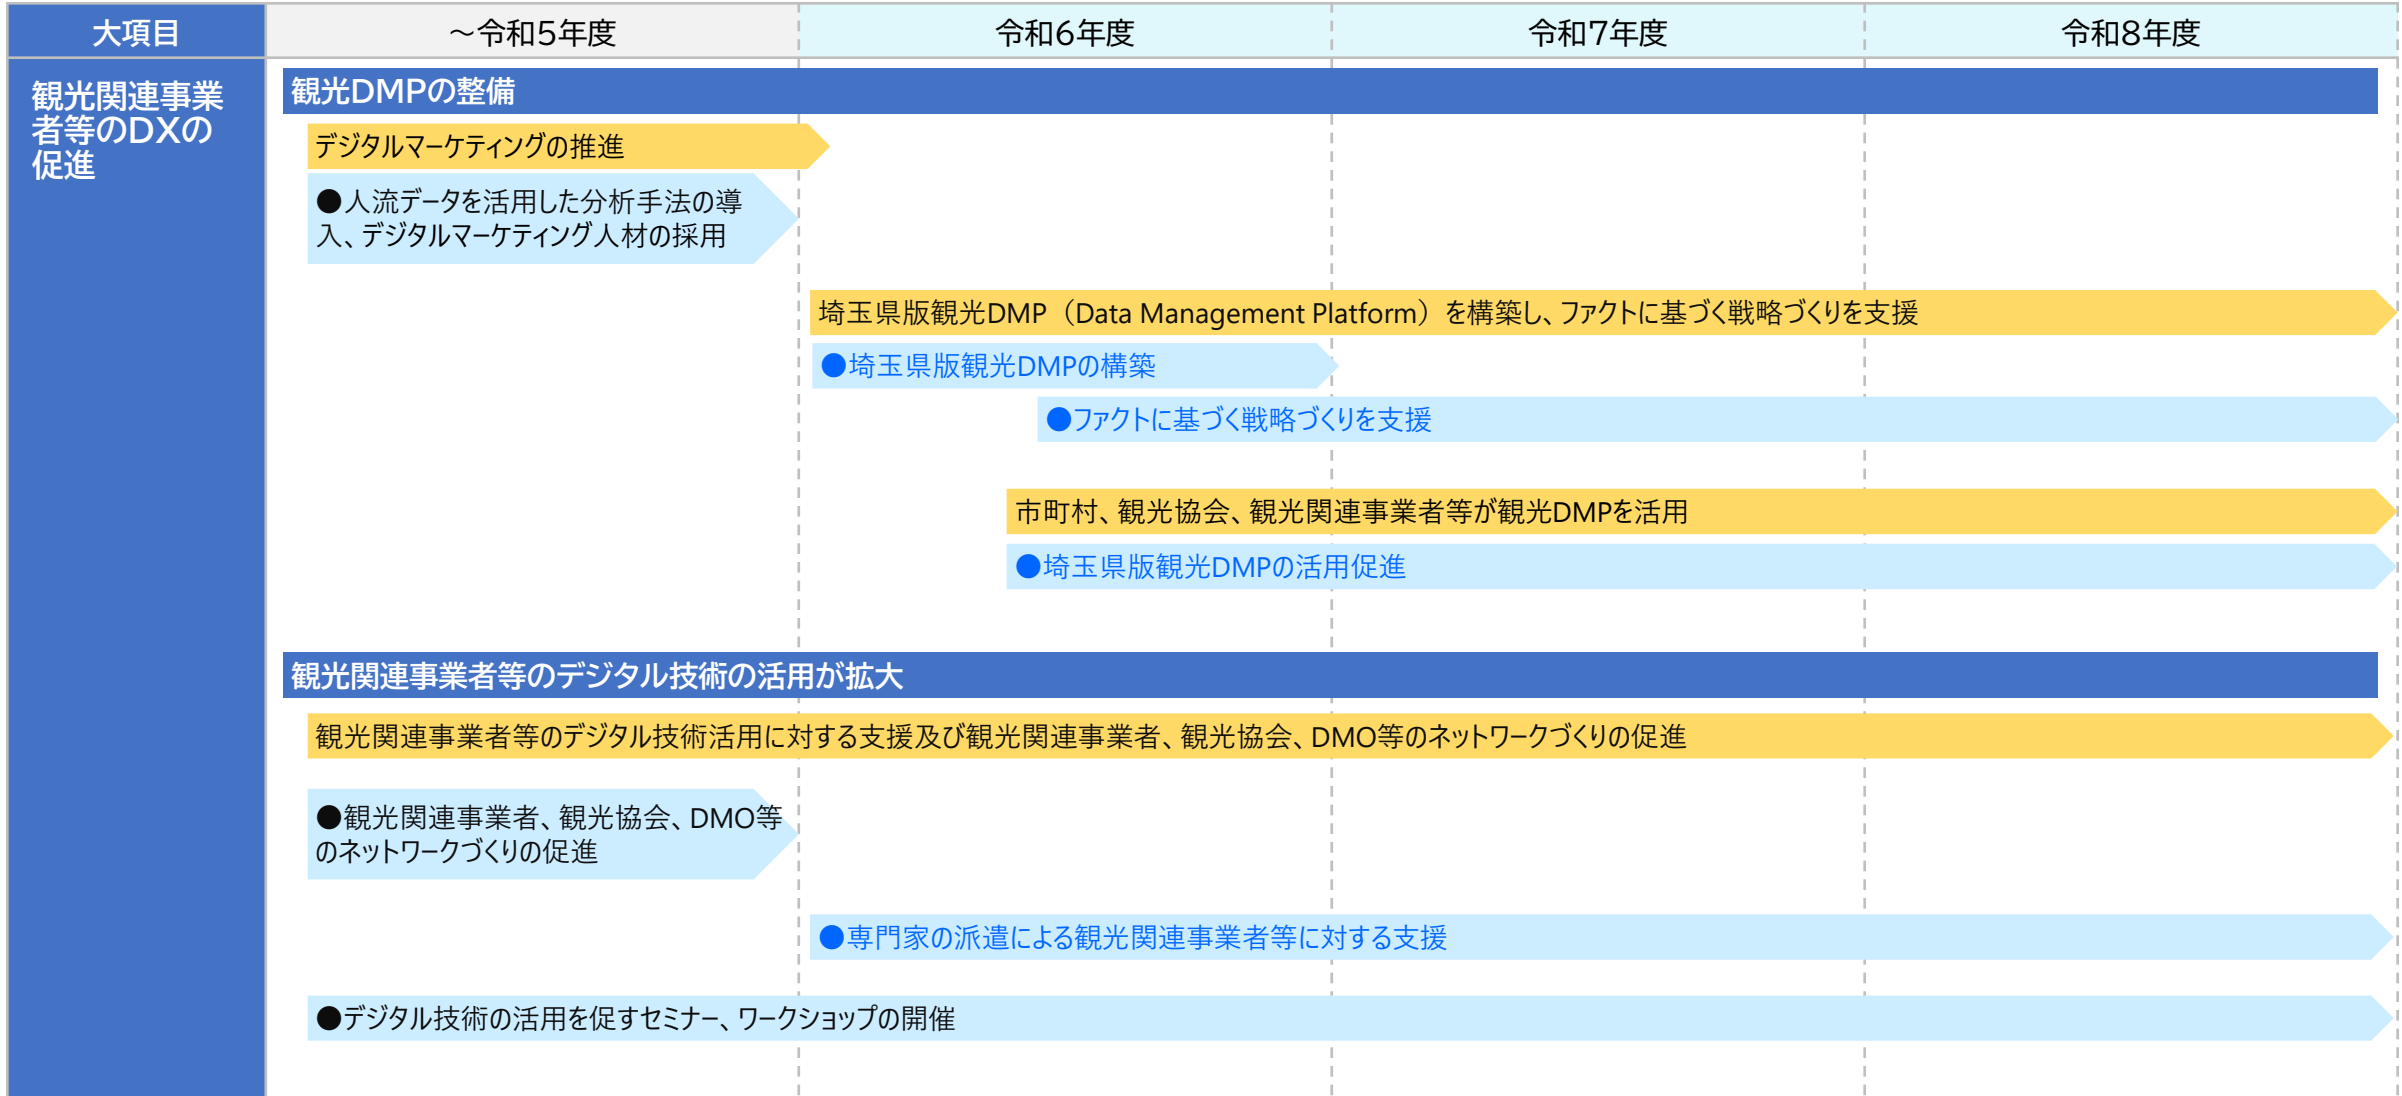 大項目
～令和5年度
令和6年度
令和7年度
令和8年度
観光関連事業
者等のDXの
促進
観光DMPの整備
デジタルマーケティングの推進
●人流データを活用した分析手法の導
入、デジタルマーケティング人材の採用
埼玉県版観光DMP（Data Management Platform）を構築し、ファクトに基づく戦略づくりを支援
●埼玉県版観光DMPの構築
●ファクトに基づく戦略づくりを支援
市町村、観光協会、観光関連事業者等が観光DMPを活用
●埼玉県版観光DMPの活用促進
観光関連事業者等のデジタル技術の活用が拡大
観光関連事業者等のデジタル技術活用に対する支援及び観光関連事業者、観光協会、DMO等のネットワークづくりの促進
●観光関連事業者、観光協会、DMO等
のネットワークづくりの促進
●専門家の派遣による観光関連事業者等に対する支援
●デジタル技術の活用を促すセミナー、ワークショップの開催